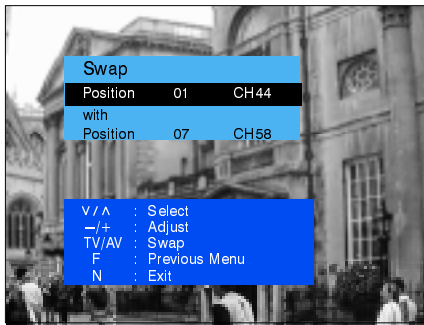 Swap
Position 01 CH44
with
Position 07 CH58
V / Λ : Select
–/+ : Adjust
TV/AV : Swap
F : Previous Menu
N : Exit